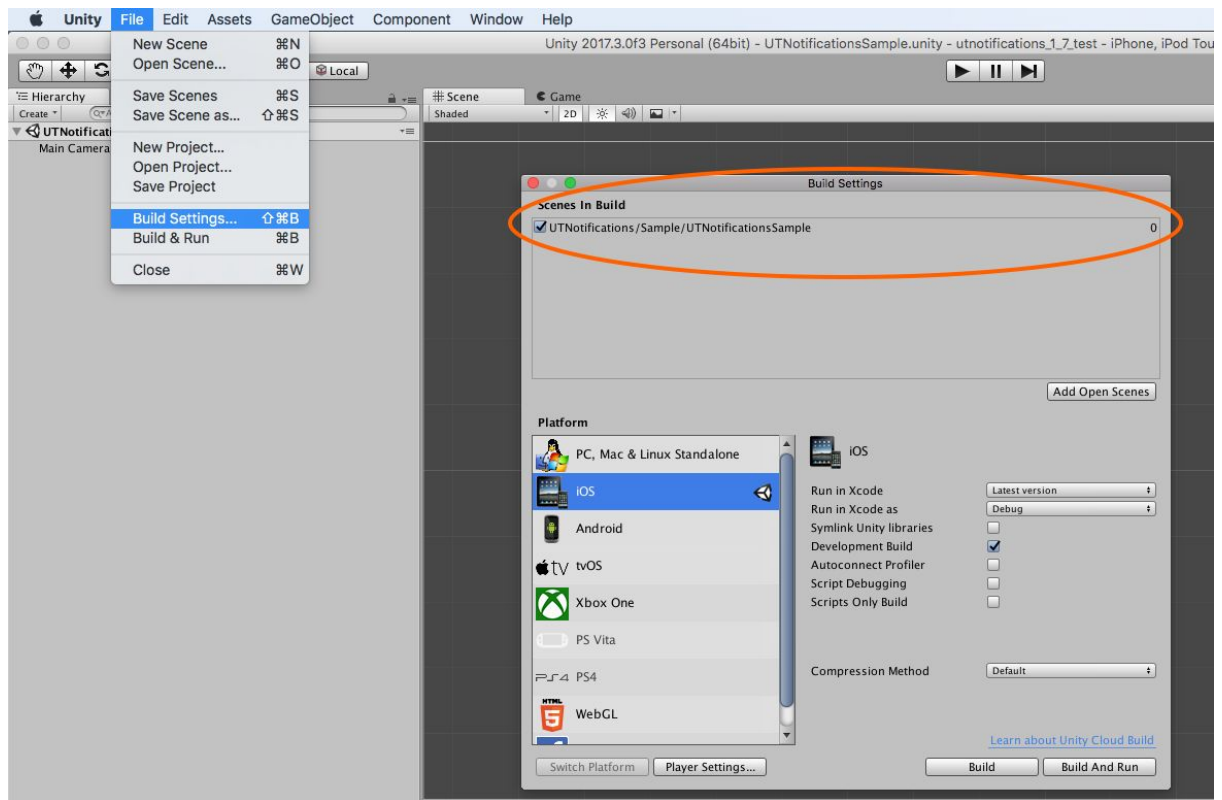 Unity File Edit Assets GameObject Component Window Help
Unity 2017.3.0f3 Personal (64bit) - UTNotificationsSample.unity - utnotifications_1_7_test - iPhone, iPod Tou
New Scene ⌘N
Open Scene... ⌘O
Save Scenes ⌘S
Save Scene as... ⇧⌘S
New Project...
Open Project...
Save Project
Build Settings... ⇧⌘B
Build & Run ⌘B
Close ⌘W
Local
Hierarchy
Create
UTNotificati
Main Camera
Scene Game
Shaded 2D
Build Settings
Scenes In Build
UTNotifications/Sample/UTNotificationsSample 0
Add Open Scenes
Platform
PC, Mac & Linux Standalone
iOS
Android
tv tvOS
Xbox One
PS Vita
PS4 PS4
HTML 5 WebGL
iOS
Run in Xcode Latest version
Run in Xcode as Debug
Symlink Unity libraries
Development Build
Autoconnect Profiler
Script Debugging
Scripts Only Build
Compression Method Default
Learn about Unity Cloud Build
Switch Platform Player Settings... Build Build And Run